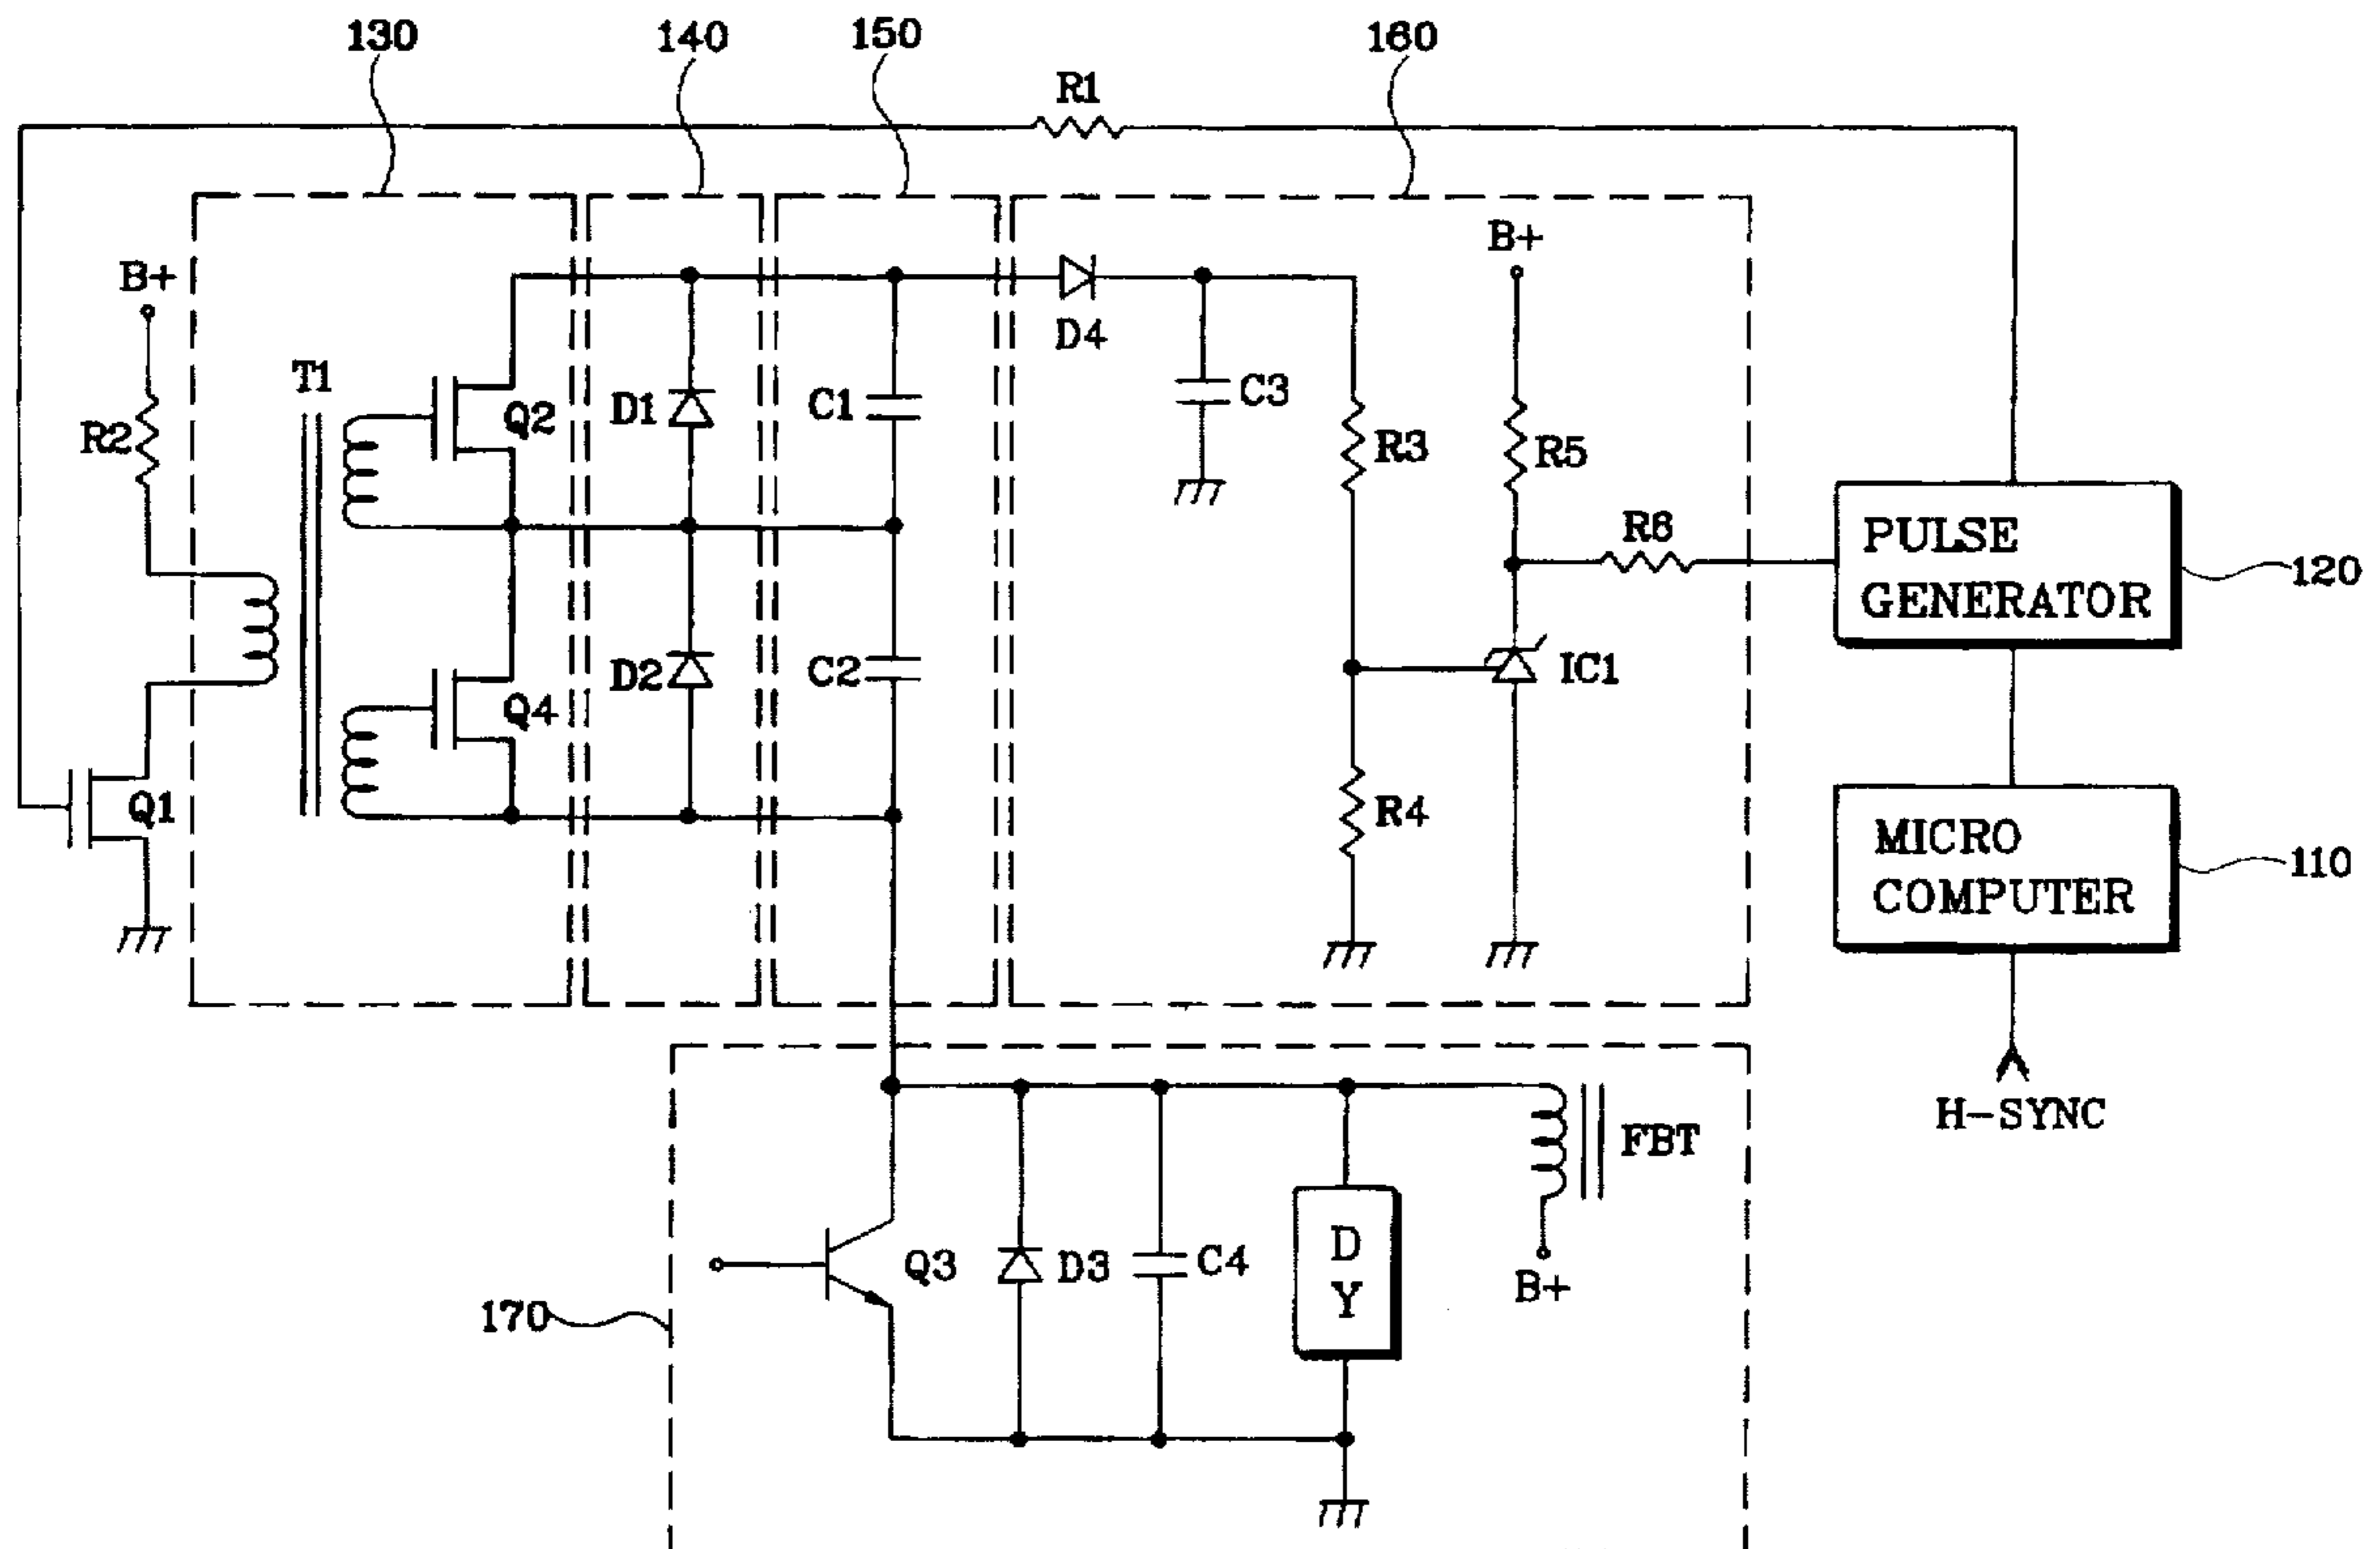 130
140
150
160
R1
B+
B+
D4
T1
Q2
D1
C1
C3
R2
R3
R5
R6
PULSE
GENERATOR
120
D2
C2
IC1
Q4
Q1
R4
MICRO
COMPUTER
110
H-SYNC
FBT
D
Y
Q3
D3
C4
B+
170